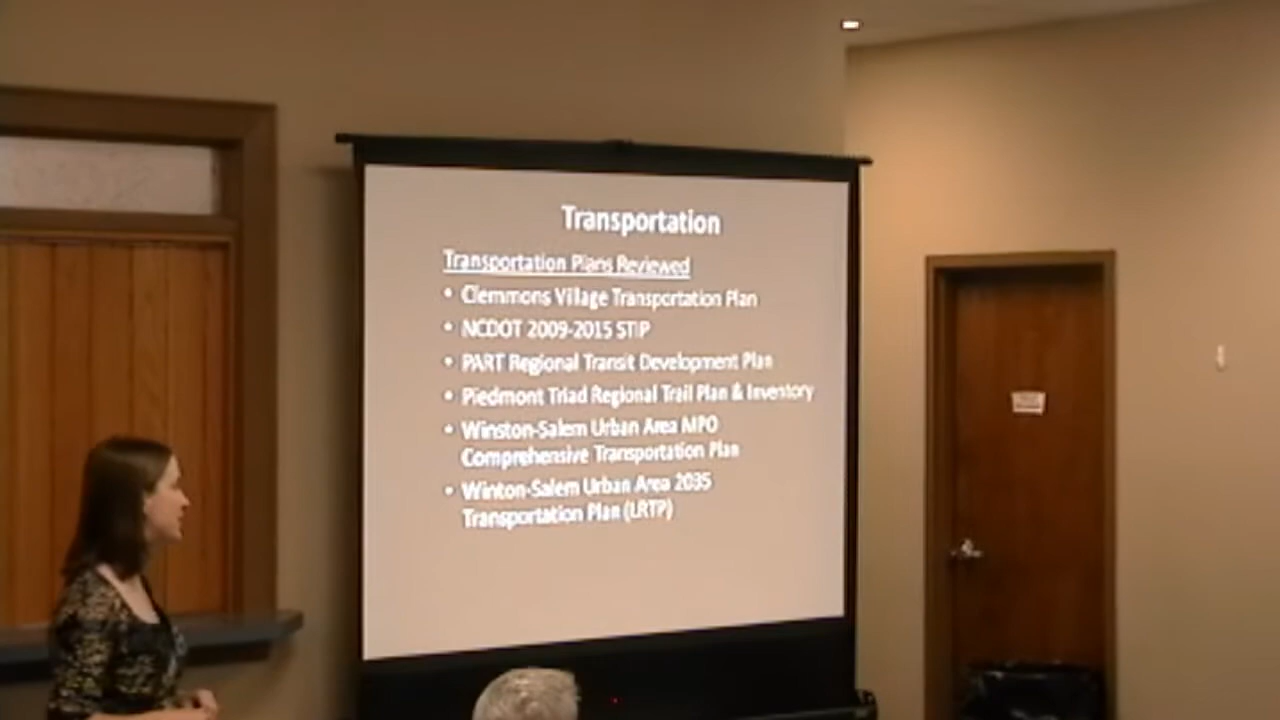 Transportation
Transportation Plans Reviewed
• Clemmons Village Transportation Plan
• NCDOT 2009-2015 STIP
• PART Regional Transit Development Plan
• Piedmont Triad Regional Trail Plan & Inventory
• Winston-Salem Urban Area MPO
Comprehensive Transportation Plan
• Winton-Salem Urban Area 2035
Transportation Plan (LRTP)